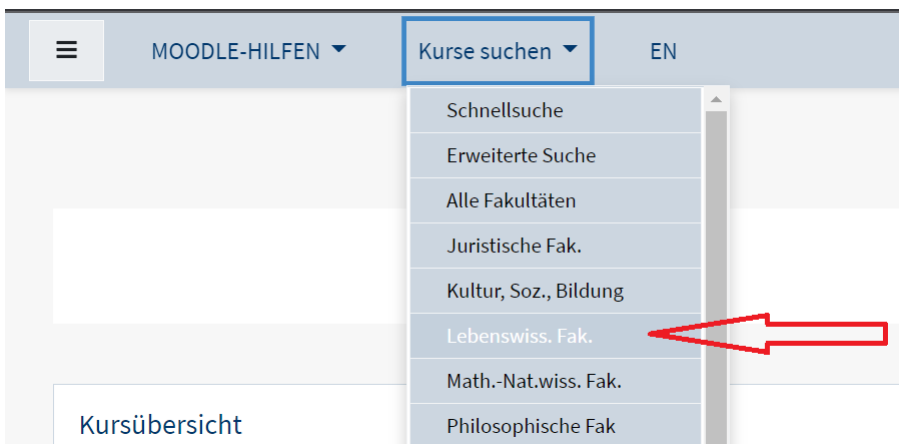 MOODLE-HILFEN Kurse suchen EN
Schnellsuche
Erweiterte Suche
Alle Fakultäten
Juristische Fak.
Kultur, Soz., Bildung
Lebenswiss. Fak.
Math.-Nat.wiss. Fak.
Kursübersicht
Philosophische Fak